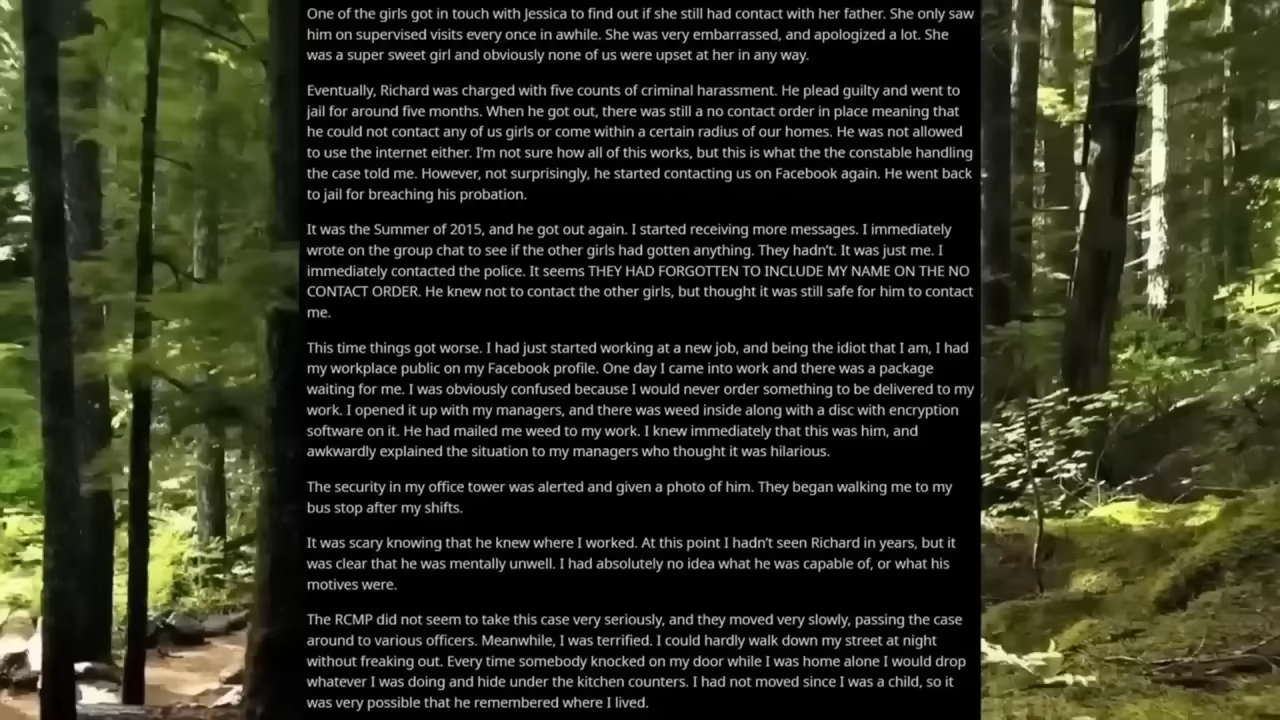 One of the girls got in touch with Jessica to find out if she still had contact with her father. She only saw
him on supervised visits every once in awhile. She was very embarrassed, and apologized a lot. She
was a super sweet girl and obviously none of us were upset at her in any way.
Eventually, Richard was charged with five counts of criminal harassment. He plead guilty and went to
jail for around five months. When he got out, there was still a no contact order in place meaning that
he could not contact any of us girls or come within a certain radius of our homes. He was not allowed
to use the internet either. I'm not sure how all of this works, but this is what the the constable handling
the case told me. However, not surprisingly, he started contacting us on Facebook again. He went back
to jail for breaching his probation.
It was the Summer of 2015, and he got out again. I started receiving more messages. I immediately
wrote on the group chat to see if the other girls had gotten anything. They hadn't. It was just me. I
immediately contacted the police. It seems THEY HAD FORGOTTEN TO INCLUDE MY NAME ON THE NO
CONTACT ORDER. He knew not to contact the other girls, but thought it was still safe for him to contact
me.
This time things got worse. I had just started working at a new job, and being the idiot that I am, I had
my workplace public on my Facebook profile. One day I came into work and there was a package
waiting for me. I was obviously confused because I would never order something to be delivered to my
work. I opened it up with my managers, and there was weed inside along with a disc with encryption
software on it. He had mailed me weed to my work. I knew immediately that this was him, and
awkwardly explained the situation to my managers who thought it was hilarious.
The security in my office tower was alerted and given a photo of him. They began walking me to my
bus stop after my shifts.
It was scary knowing that he knew where I worked. At this point I hadn't seen Richard in years, but it
was clear that he was mentally unwell. I had absolutely no idea what he was capable of, or what his
motives were.
The RCMP did not seem to take this case very seriously, and they moved very slowly, passing the case
around to various officers. Meanwhile, I was terrified. I could hardly walk down my street at night
without freaking out. Every time somebody knocked on my door while I was home alone I would drop
whatever I was doing and hide under the kitchen counters. I had not moved since I was a child, so it
was very possible that he remembered where I lived.